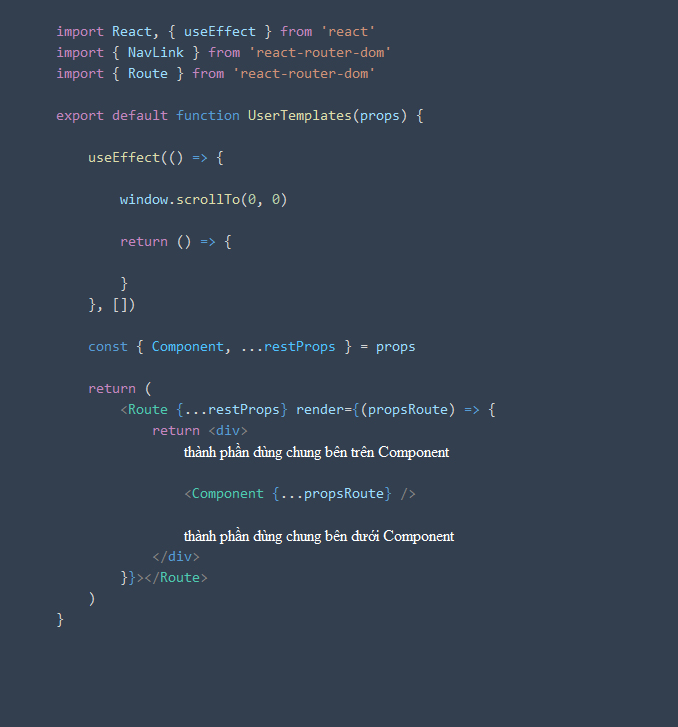 import React, { useEffect } from 'react'
import { NavLink } from 'react-router-dom'
import { Route } from 'react-router-dom'
export default function UserTemplates(props) {
useEffect(() => {
window.scrollTo(0, 0)
return () => {
}
}, [])
const { Component, ...restProps } = props
return (
<Route {...restProps} render={(propsRoute) => {
return <div>
thành phần dùng chung bên trên Component
<Component {...propsRoute} />
thành phần dùng chung bên dưới Component
</div>
}}></Route>
)
}